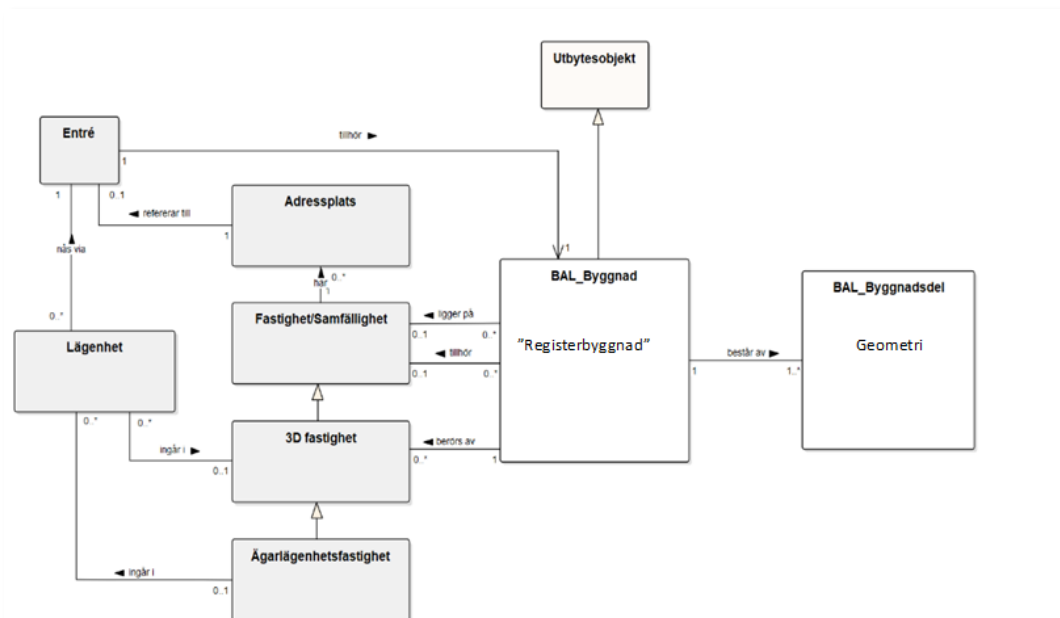 Utbytesobjekt
Entré
tillhör ►
1
1
0..1
◄ refererar till
1
Adressplats
nås via
0..*
har
0..*
1
BAL_Byggnad
"Registerbyggnad"
1
BAL_Byggnadsdel
Geometri
Fastighet/Samfällighet
◄ ligger på
0..1
0..*
◄ tillhör
0..1
0..*
består av ►
1
1..*
Lägenhet
0..*
0..*
ingår i ►
0..1
3D fastighet
◄ berörs av
0..*
1
Ägarlägenhetsfastighet
◄ ingår i
0..1